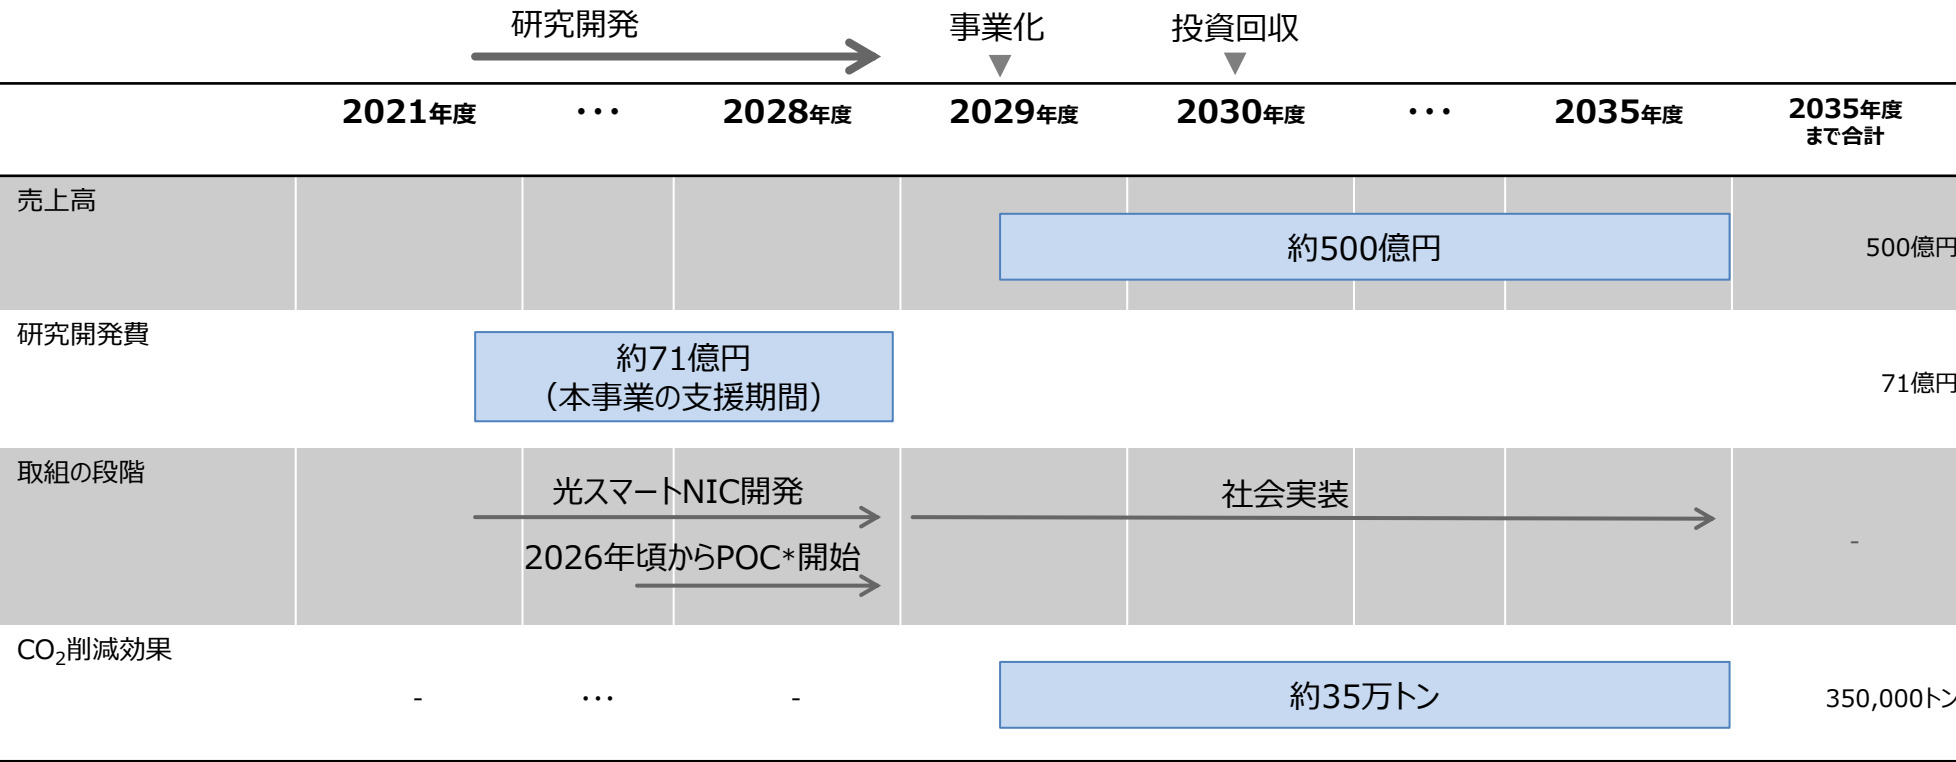 研究開発
事業化
投資回収
2021年度 ・・・ 2028年度 2029年度 2030年度 ・・・ 2035年度 2035年度
まで合計
売上高
約500億円
500億円
研究開発費
約71億円
（本事業の支援期間）
71億円
取組の段階
光スマートNIC開発
社会実装
2026年頃からPOC*開始
-
CO₂削減効果
- ・・・ -
約35万トン
350,000トン